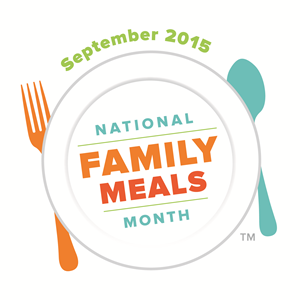 September 2015
NATIONAL
FAMILY
MEALS
MONTH
TM